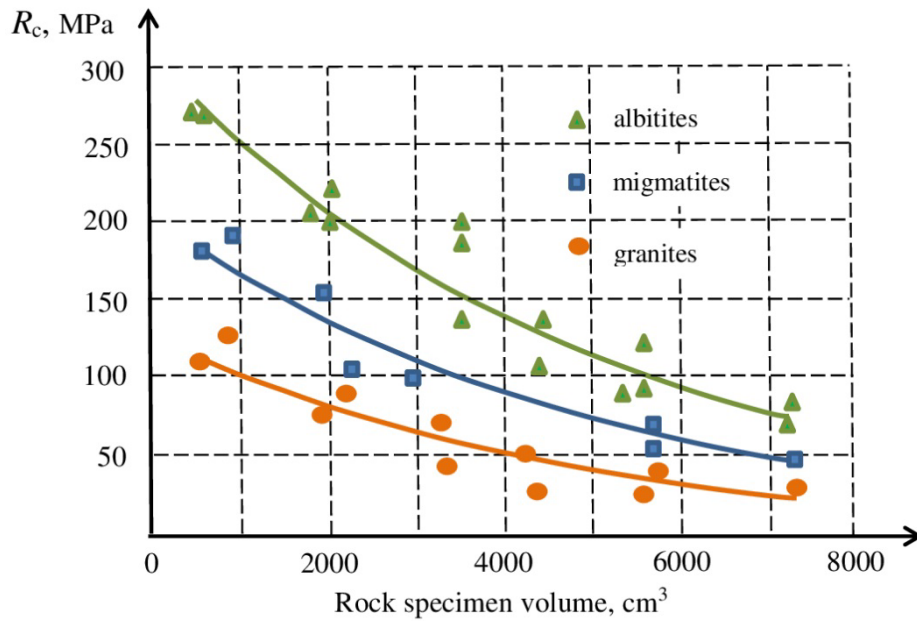 R_c, MPa
300
250
200
150
100
50
albitites
migmatites
granites
0 2000 4000 6000 8000
Rock specimen volume, cm³